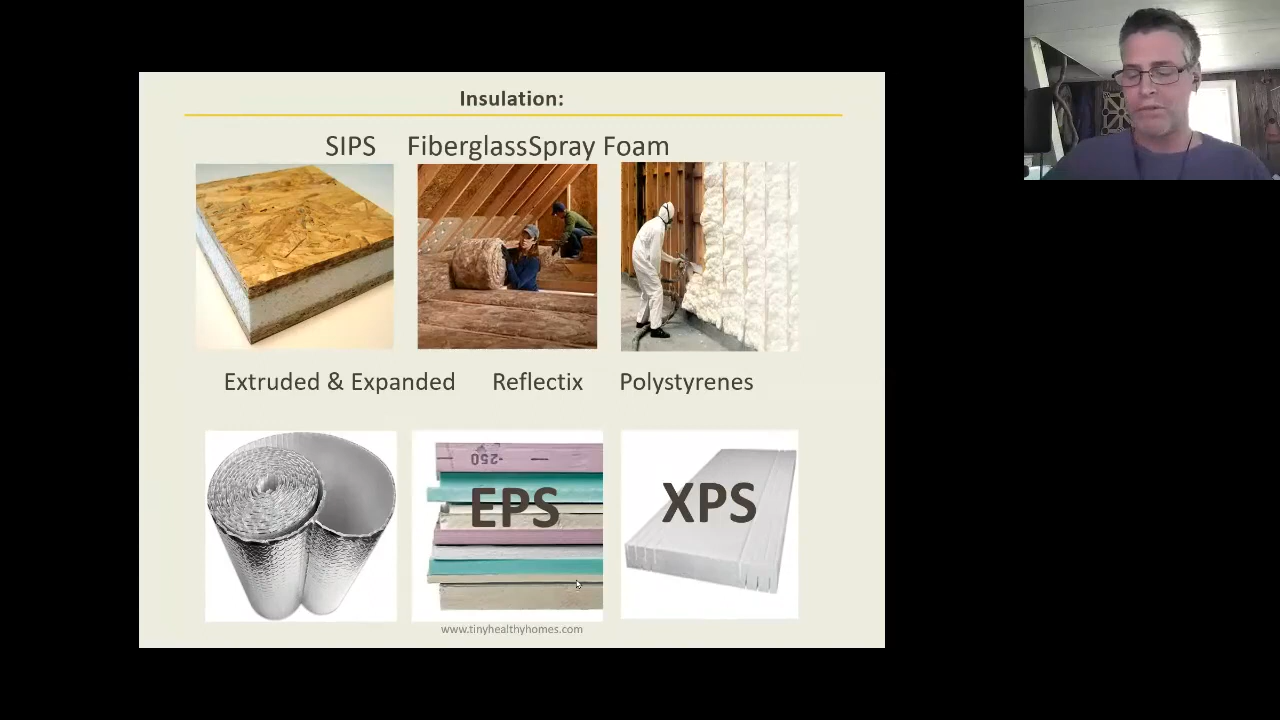 Insulation:
SIPS FiberglassSpray Foam
Extruded & Expanded Reflectix Polystyrenes
-250
EPS
XPS
www.tinyhealthyhomes.com